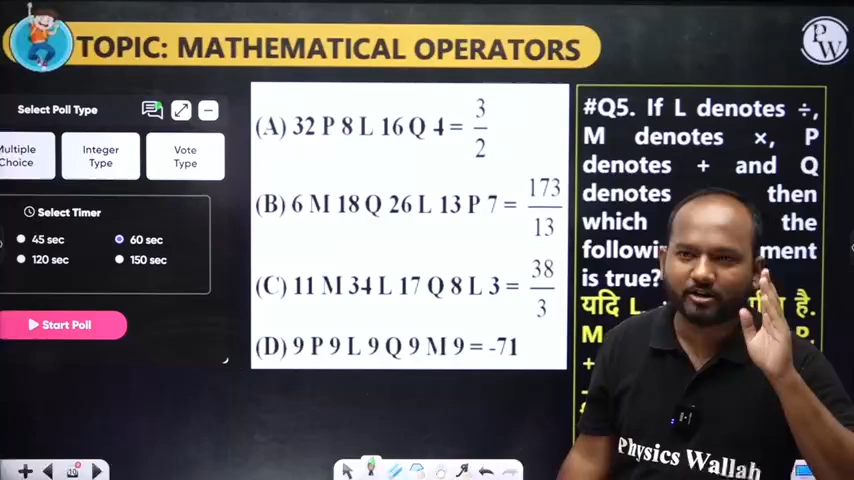 TOPIC: MATHEMATICAL OPERATORS
PW
Select Poll Type
Multiple Choice
Integer Type
Vote Type
Select Timer
45 sec
60 sec
120 sec
150 sec
Start Poll
(A) 32 P 8 L 16 Q 4 = 3/2
(B) 6 M 18 Q 26 L 13 P 7 = 173/13
(C) 11 M 34 L 17 Q 8 L 3 = 38/3
(D) 9 P 9 L 9 Q 9 M 9 = -71
#Q5. If L denotes ÷,
M denotes ×, P
denotes + and Q
denotes then
which the
is true?
यदि L
है.
M P,
+
Physics Wallah